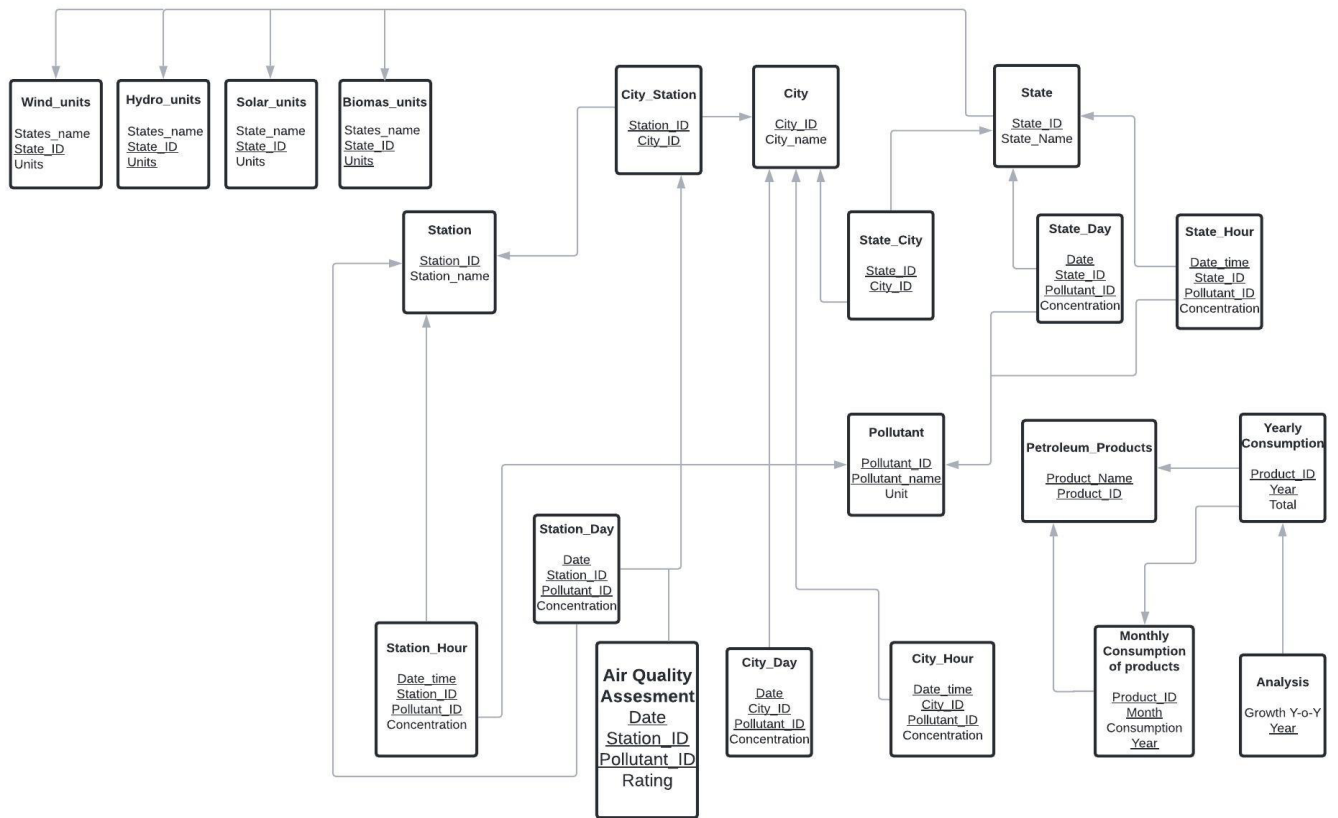 Wind_units
States_name
State_ID
Units
Hydro_units
States_name
State_ID
Units
Solar_units
State_name
State_ID
Units
Biomas_units
States_name
State_ID
Units
City_Station
Station_ID
City_ID
City
City_ID
City_name
State
State_ID
State_Name
Station
Station_ID
Station_name
State_City
State_ID
City_ID
State_Day
Date
State_ID
Pollutant_ID
Concentration
State_Hour
Date_time
State_ID
Pollutant_ID
Concentration
Pollutant
Pollutant_ID
Pollutant_name
Unit
Petroleum_Products
Product_Name
Product_ID
Yearly
Consumption
Product_ID
Year
Total
Station_Day
Date
Station_ID
Pollutant_ID
Concentration
Station_Hour
Date_time
Station_ID
Pollutant_ID
Concentration
Air Quality
Assesment
Date
Station_ID
Pollutant_ID
Rating
City_Day
Date
City_ID
Pollutant_ID
Concentration
City_Hour
Date_time
City_ID
Pollutant_ID
Concentration
Monthly
Consumption
of products
Product_ID
Month
Consumption
Year
Analysis
Growth Y-o-Y
Year